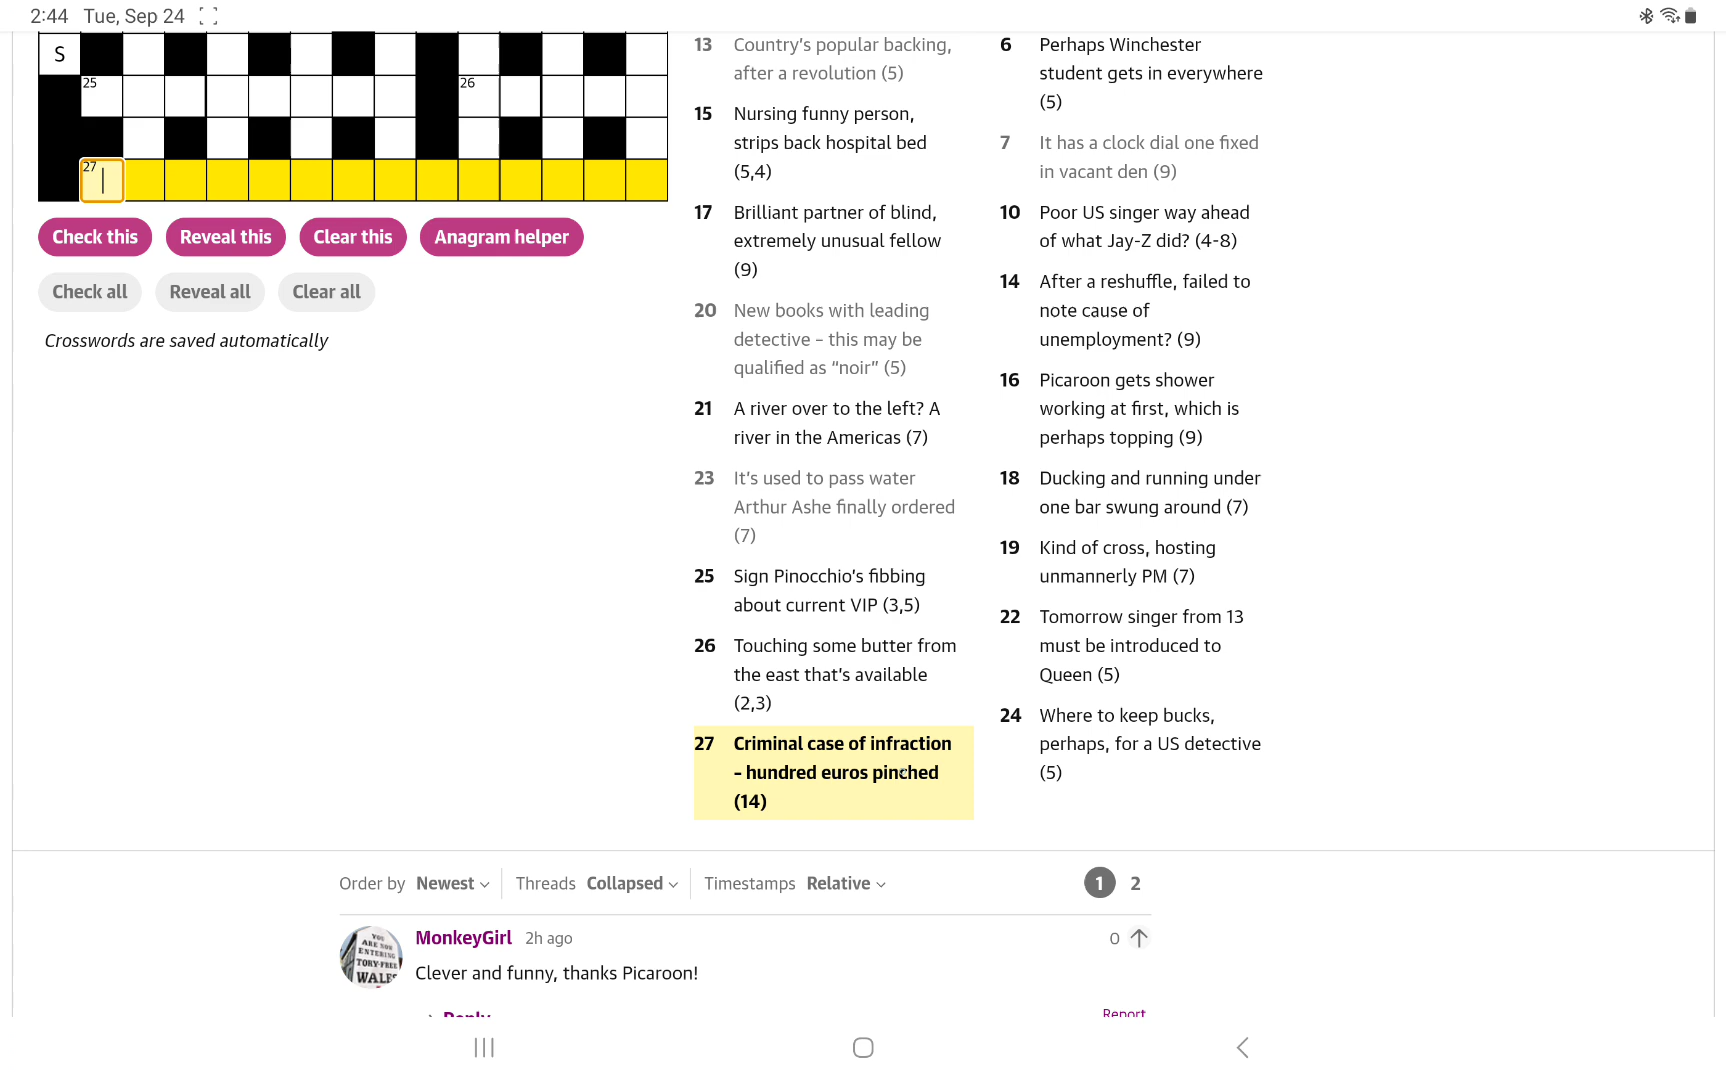 2:44 Tue, Sep 24
S
25
26
27
Check this
Reveal this
Clear this
Anagram helper
Check all
Reveal all
Clear all
Crosswords are saved automatically
13 Country's popular backing,
after a revolution (5)
15 Nursing funny person,
strips back hospital bed
(5,4)
17 Brilliant partner of blind,
extremely unusual fellow
(9)
20 New books with leading
detective – this may be
qualified as "noir" (5)
21 A river over to the left? A
river in the Americas (7)
23 It's used to pass water
Arthur Ashe finally ordered
(7)
25 Sign Pinocchio's fibbing
about current VIP (3,5)
26 Touching some butter from
the east that's available
(2,3)
27 Criminal case of infraction
– hundred euros pinched
(14)
6 Perhaps Winchester
student gets in everywhere
(5)
7 It has a clock dial one fixed
in vacant den (9)
10 Poor US singer way ahead
of what Jay-Z did? (4-8)
14 After a reshuffle, failed to
note cause of
unemployment? (9)
16 Picaroon gets shower
working at first, which is
perhaps topping (9)
18 Ducking and running under
one bar swung around (7)
19 Kind of cross, hosting
unmannerly PM (7)
22 Tomorrow singer from 13
must be introduced to
Queen (5)
24 Where to keep bucks,
perhaps, for a US detective
(5)
Order by Newest
Threads Collapsed
Timestamps Relative
1 2
MonkeyGirl 2h ago
0
YOU
ARE NOW
ENTERING
TORY-FREE
WALES
Clever and funny, thanks Picaroon!
Reply
Report